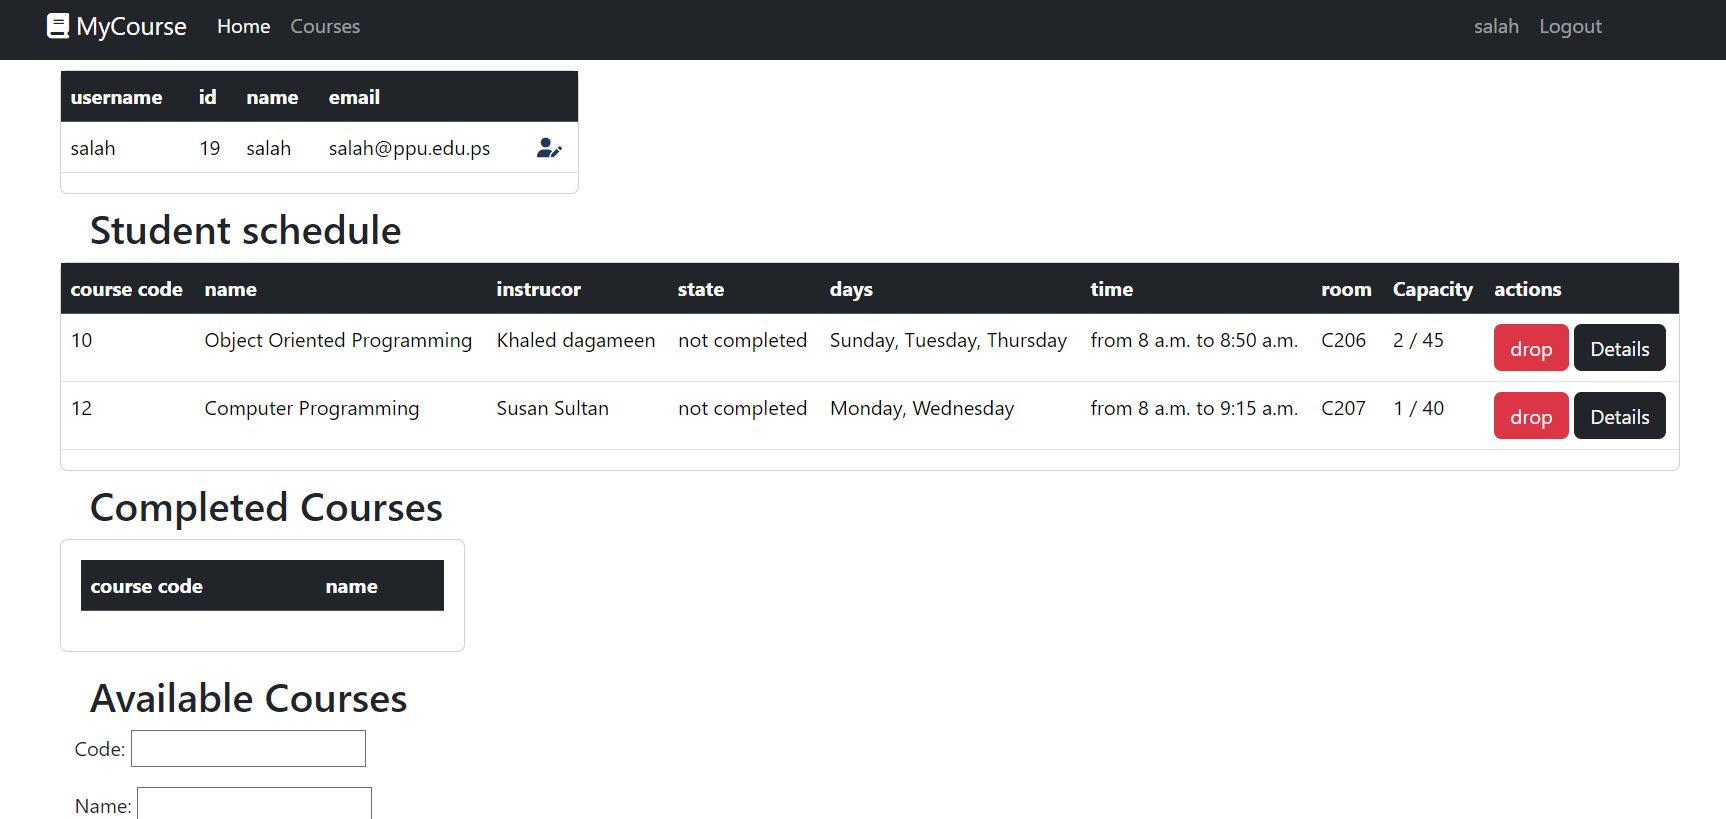 MyCourse Home Courses salah Logout
username id name email
salah 19 salah salah@ppu.edu.ps
Student schedule
course code name instrucor state days time room Capacity actions
10 Object Oriented Programming Khaled dagameen not completed Sunday, Tuesday, Thursday from 8 a.m. to 8:50 a.m. C206 2 / 45 drop Details
12 Computer Programming Susan Sultan not completed Monday, Wednesday from 8 a.m. to 9:15 a.m. C207 1 / 40 drop Details
Completed Courses
course code name
Available Courses
Code:
Name: